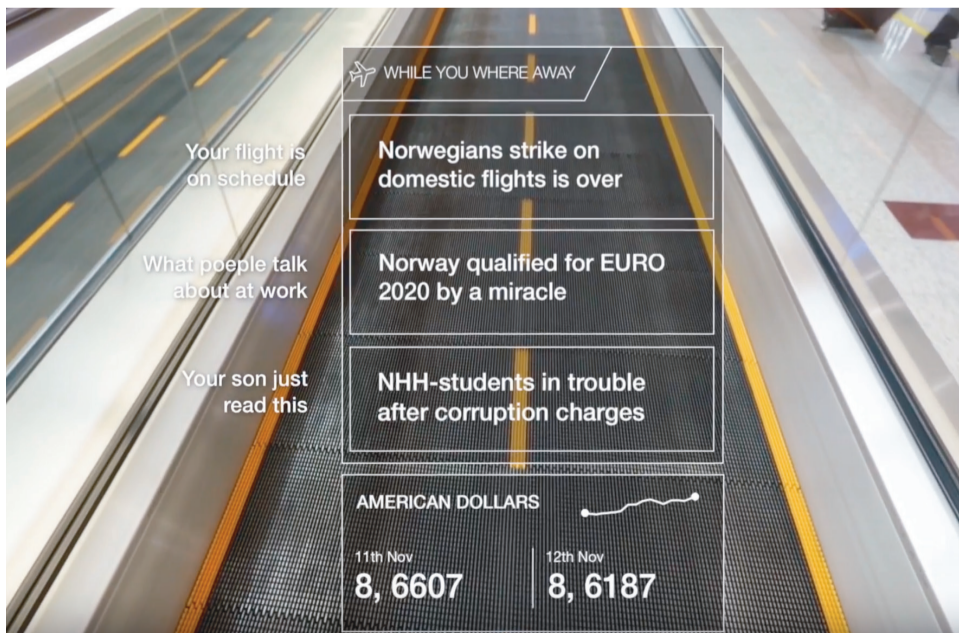 WHILE YOU WHERE AWAY
Your flight is
on schedule
Norwegians strike on
domestic flights is over
What poeple talk
about at work
Norway qualified for EURO
2020 by a miracle
Your son just
read this
NHH-students in trouble
after corruption charges
AMERICAN DOLLARS
11th Nov
8, 6607
12th Nov
8, 6187